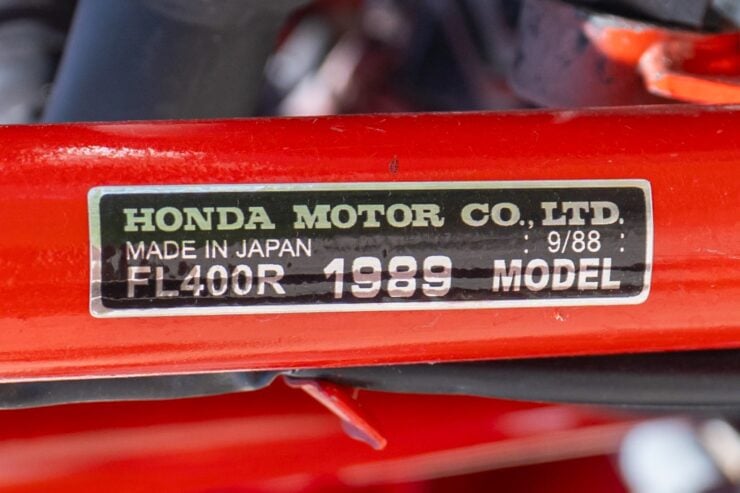 HONDA MOTOR CO., LTD.
MADE IN JAPAN : 9/88 :
FL400R 1989 MODEL